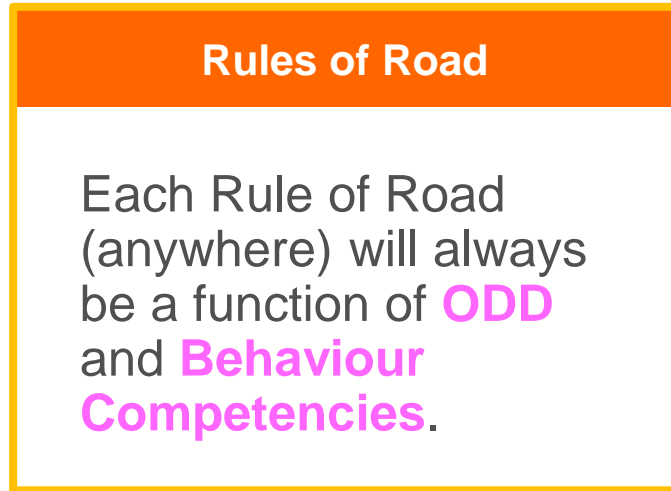 Rules of Road
Each Rule of Road
(anywhere) will always
be a function of ODD
and Behaviour
Competencies.